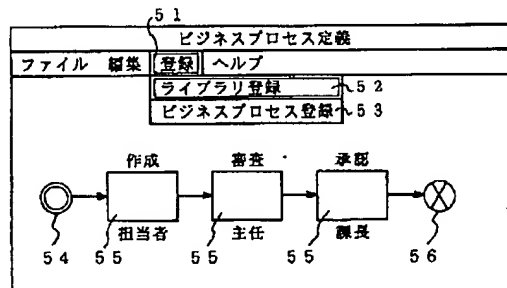 ５１
ビジネスプロセス定義
ファイル 編集 登録 ヘルプ
ライブラリ登録 ５２
ビジネスプロセス登録 ５３
作成 審査 承認
担当者 主任 課長
５４ ５５ ５５ ５５ ５６